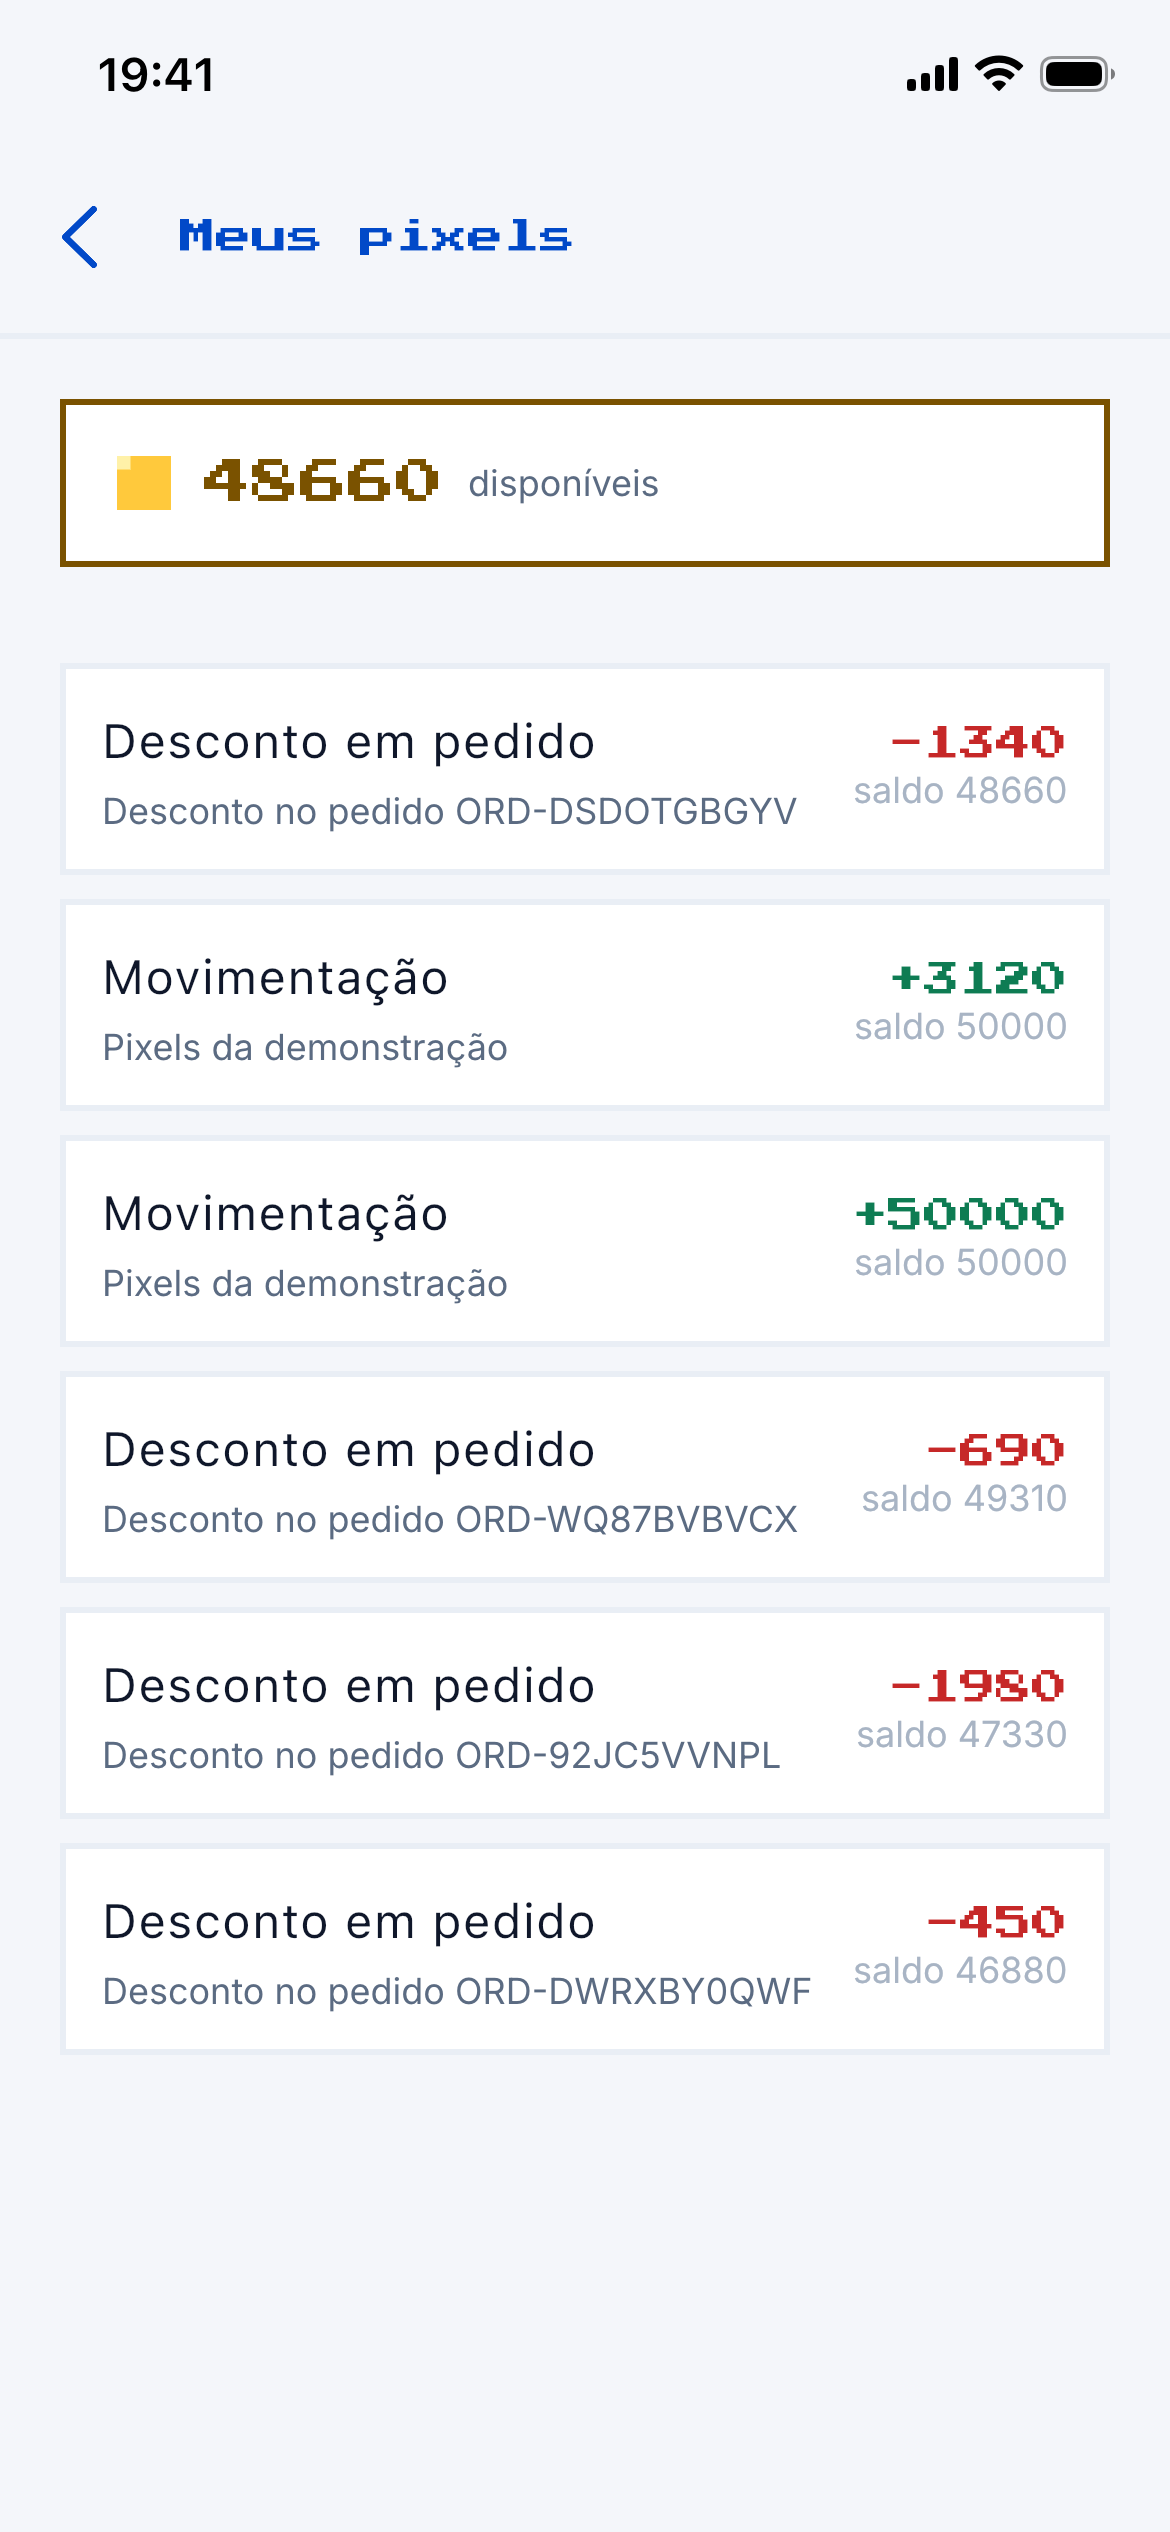 19:41
Meus pixels
48660 disponíveis
Desconto em pedido
-1340
Desconto no pedido ORD-DSDOTGBGYV
saldo 48660
Movimentação
+3120
Pixels da demonstração
saldo 50000
Movimentação
+50000
Pixels da demonstração
saldo 50000
Desconto em pedido
-690
Desconto no pedido ORD-WQ87BVBVCX
saldo 49310
Desconto em pedido
-1980
Desconto no pedido ORD-92JC5VVNPL
saldo 47330
Desconto em pedido
-450
Desconto no pedido ORD-DWRXBY0QWF
saldo 46880